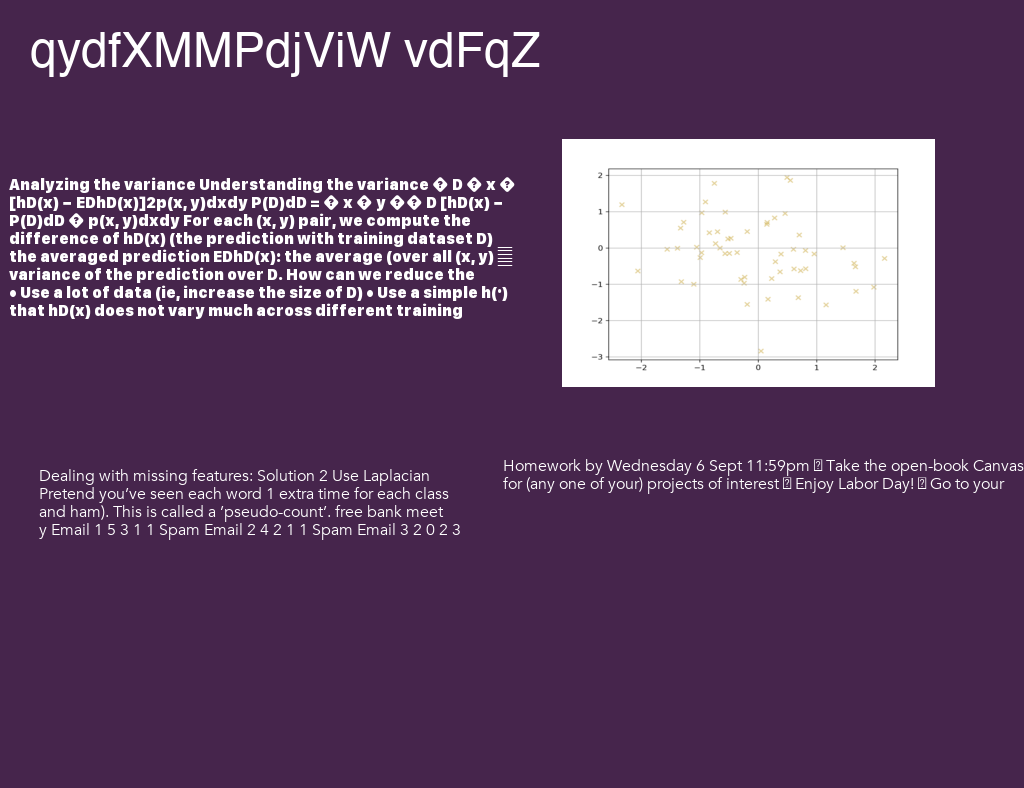 qydfXMMPdjViW vdFqZ
Analyzing the variance Understanding the variance � D � x �
[hD(x) − EDhD(x)]2p(x, y)dxdy P(D)dD = � x � y �� D [hD(x) −
P(D)dD � p(x, y)dxdy For each (x, y) pair, we compute the
difference of hD(x) (the prediction with training dataset D)
the averaged prediction EDhD(x): the average (over all (x, y)
variance of the prediction over D. How can we reduce the
• Use a lot of data (ie, increase the size of D) • Use a simple h(·)
that hD(x) does not vary much across different training
2
1
0
−1
−2
−3
−2 −1 0 1 2
Dealing with missing features: Solution 2 Use Laplacian
Pretend you’ve seen each word 1 extra time for each class
and ham). This is called a ’pseudo-count’. free bank meet
y Email 1 5 3 1 1 Spam Email 2 4 2 1 1 Spam Email 3 2 0 2 3
Homework by Wednesday 6 Sept 11:59pm Take the open-book Canvas
for (any one of your) projects of interest Enjoy Labor Day! Go to your